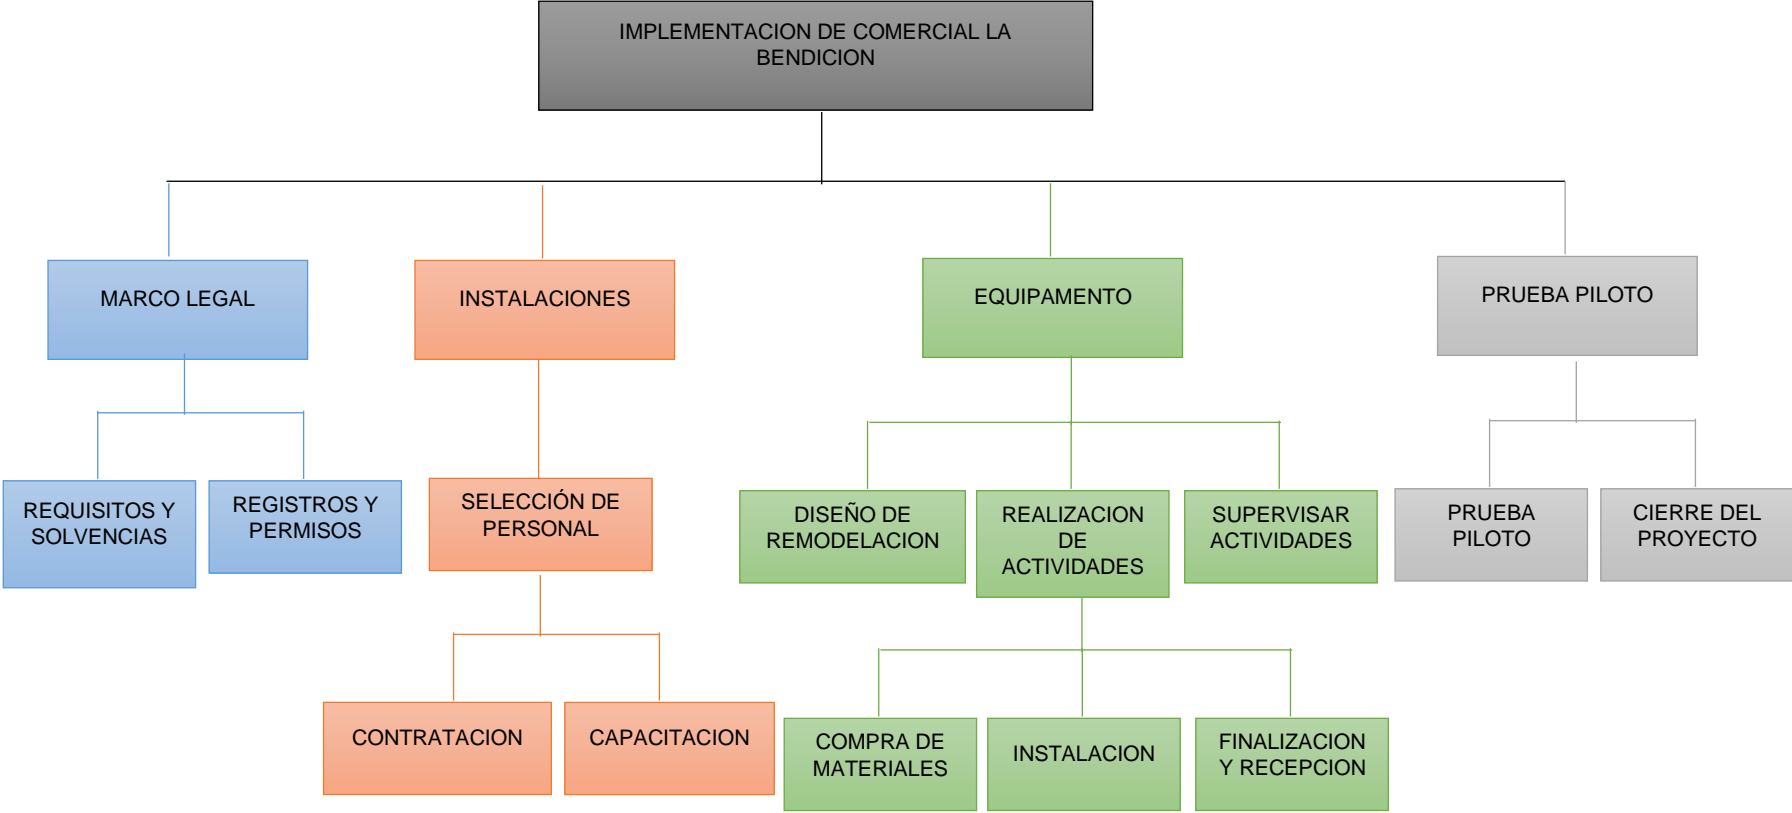 IMPLEMENTACION DE COMERCIAL LA
BENDICION
MARCO LEGAL
INSTALACIONES
EQUIPAMENTO
PRUEBA PILOTO
REQUISITOS Y
SOLVENCIAS
REGISTROS Y
PERMISOS
SELECCIÓN DE
PERSONAL
DISEÑO DE
REMODELACION
REALIZACION
DE
ACTIVIDADES
SUPERVISAR
ACTIVIDADES
PRUEBA
PILOTO
CIERRE DEL
PROYECTO
CONTRATACION
CAPACITACION
COMPRA DE
MATERIALES
INSTALACION
FINALIZACION
Y RECEPCION